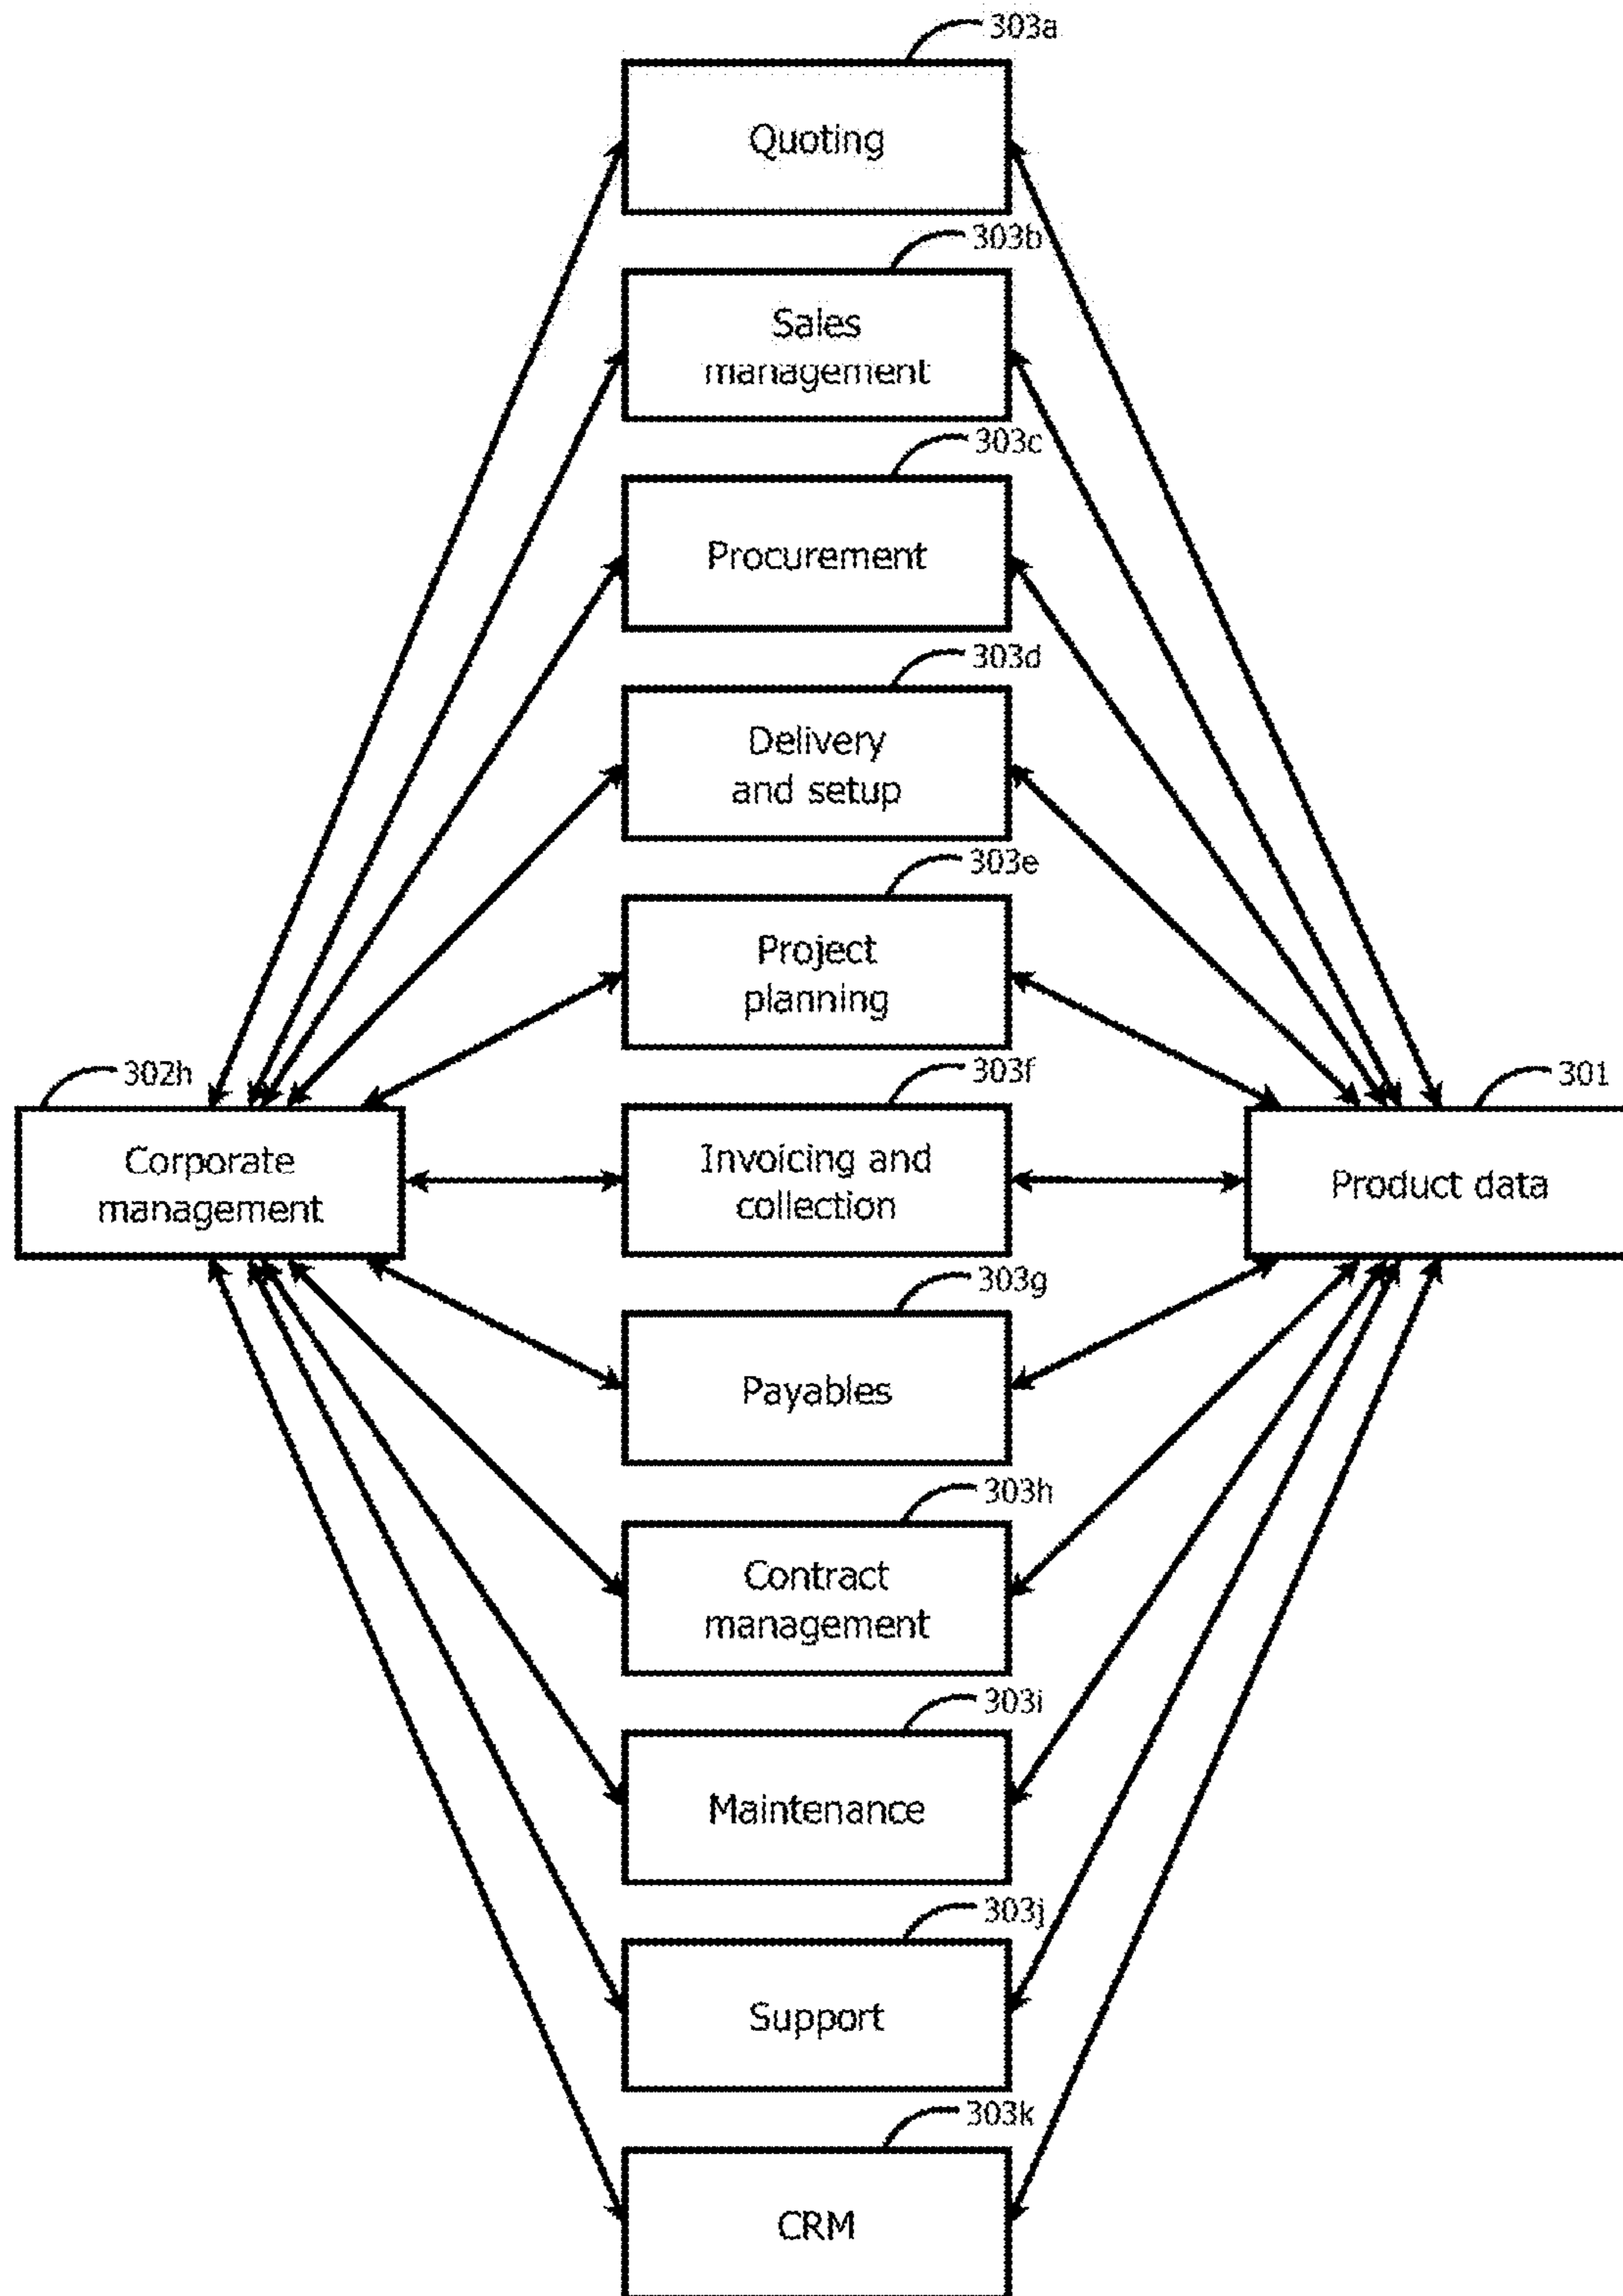 303a
Quoting
303b
Sales
management
303c
Procurement
303d
Delivery
and setup
303e
Project
planning
302h
Corporate
management
303f
Invoicing and
collection
301
Product data
303g
Payables
303h
Contract
management
303i
Maintenance
303j
Support
303k
CRM